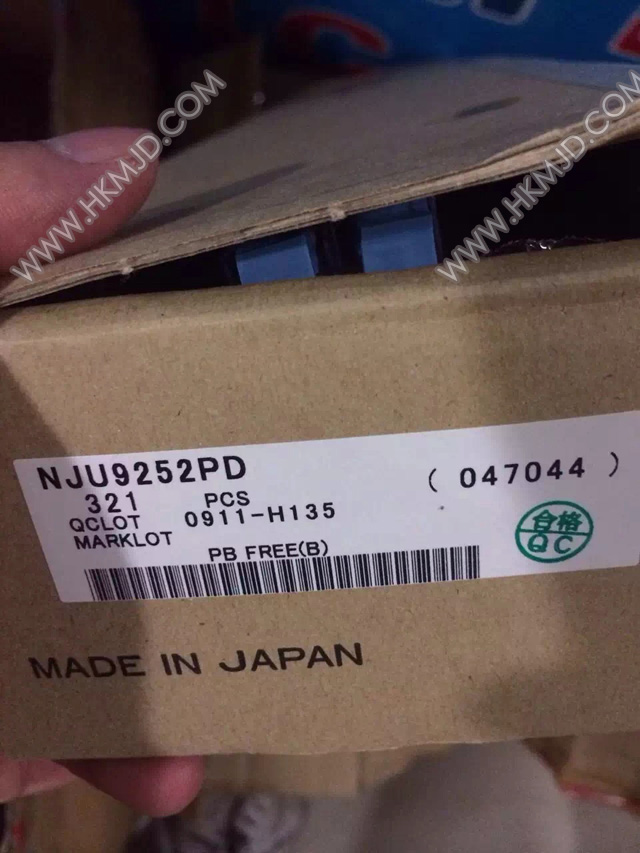 WWW.HKMJD.COM
WWW.HKMJD.COM
NJU9252PD
( 047044 )
321 PCS
QCLOT 0911-H135
MARKLOT
PB FREE(B)
合格
QC
MADE IN JAPAN